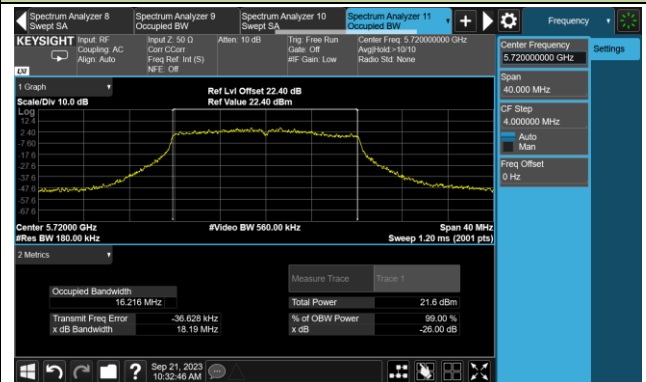 Spectrum Analyzer 8
Swept SA
Spectrum Analyzer 9
Occupied BW
Spectrum Analyzer 10
Swept SA
Spectrum Analyzer 11
Occupied BW
Frequency
KEYSIGHT
Input: RF
Coupling: AC
Align: Auto
Input Z: 50 Ω
Corr CCorr
Freq Ref: Int (S)
NFE: Off
Atten: 10 dB
Trig: Free Run
Gate: Off
#IF Gain: Low
Center Freq: 5.720000000 GHz
Avg|Hold:>10/10
Radio Std: None
LXI
Center Frequency
5.720000000 GHz
Settings
Span
40.000 MHz
CF Step
4.000000 MHz
Auto
Man
Freq Offset
0 Hz
1 Graph
Scale/Div 10.0 dB
Ref Lvl Offset 22.40 dB
Ref Value 22.40 dBm
Log
12.4
2.40
-7.60
-17.6
-27.6
-37.6
-47.6
-57.6
-67.6
Center 5.72000 GHz
#Res BW 180.00 kHz
#Video BW 560.00 kHz
Span 40 MHz
Sweep 1.20 ms (2001 pts)
2 Metrics
Measure Trace
Trace 1
Occupied Bandwidth
16.216 MHz
Total Power
21.6 dBm
Transmit Freq Error
-36.628 kHz
% of OBW Power
99.00 %
x dB Bandwidth
18.19 MHz
x dB
-26.00 dB
Sep 21, 2023
10:32:46 AM